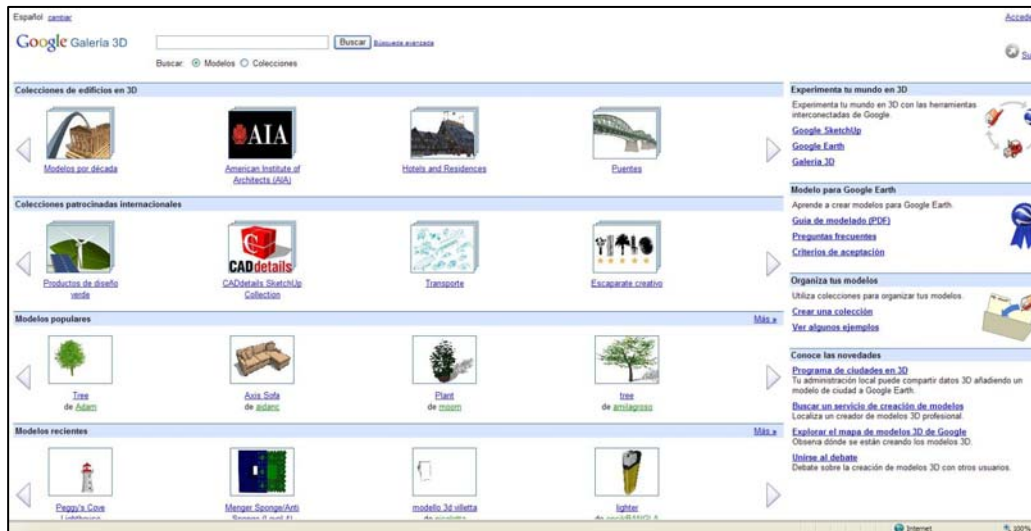 Español cambiar
Google Galería 3D
Buscar Búsqueda avanzada
Buscar: Modelos Colecciones
Colecciones de edificios en 3D
Modelos por década
AIA
American Institute of
Architects (AIA)
Hotels and Residences
Puentes
Colecciones patrocinadas internacionales
Productos de diseño
verde
CADdetails
CADdetails SketchUp
Collection
Transporte
Escaparate creativo
Modelos populares Más »
Tree
de Adam
Axis Sofa
de aidanc
Plant
de moom
tree
de amilagroso
Modelos recientes Más »
Peggy's Cove
Lighthouse
Menger Sponge/Anti
modello 3d villetta
lighter
Experimenta tu mundo en 3D
Experimenta tu mundo en 3D con las herramientas
interconectadas de Google.
Google SketchUp
Google Earth
Galería 3D
Modelo para Google Earth
Aprende a crear modelos para Google Earth.
Guía de modelado (PDF)
Preguntas frecuentes
Criterios de aceptación
Organiza tus modelos
Utiliza colecciones para organizar tus modelos.
Crear una colección
Ver algunos ejemplos
Conoce las novedades
Programa de ciudades en 3D
Tu administración local puede compartir datos 3D añadiendo un
modelo de ciudad a Google Earth.
Buscar un servicio de creación de modelos
Localiza un creador de modelos 3D profesional.
Explorar el mapa de modelos 3D de Google
Observa dónde se están creando los modelos 3D.
Unirse al debate
Debate sobre la creación de modelos 3D con otros usuarios.
Internet 100%